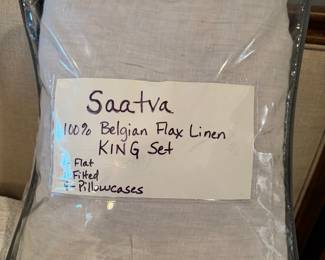 Saatva
100% Belgian Flax Linen
KING Set
- Flat
- Fitted
- Pillowcases